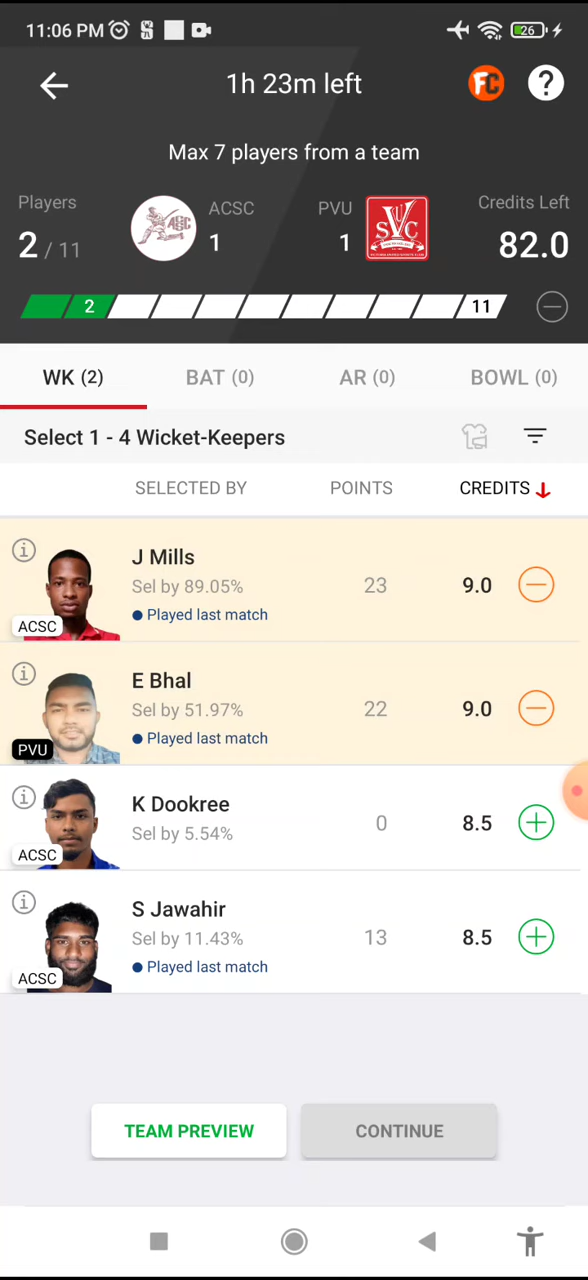 11:06 PM
26
1h 23m left
FC
?
Max 7 players from a team
Players
2 / 11
ACSC
1
PVU
1
Credits Left
82.0
2
11
WK (2)
BAT (0)
AR (0)
BOWL (0)
Select 1 - 4 Wicket-Keepers
SELECTED BY
POINTS
CREDITS
J Mills
Sel by 89.05%
Played last match
23
9.0
ACSC
E Bhal
Sel by 51.97%
Played last match
22
9.0
PVU
K Dookree
Sel by 5.54%
0
8.5
ACSC
S Jawahir
Sel by 11.43%
Played last match
13
8.5
ACSC
TEAM PREVIEW
CONTINUE